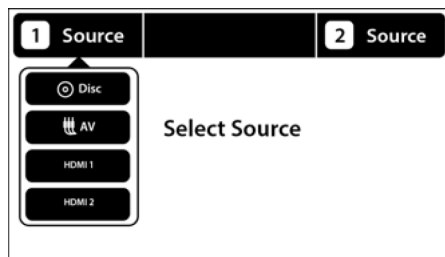 1 Source
2 Source
Disc
AV
Select Source
HDMI 1
HDMI 2